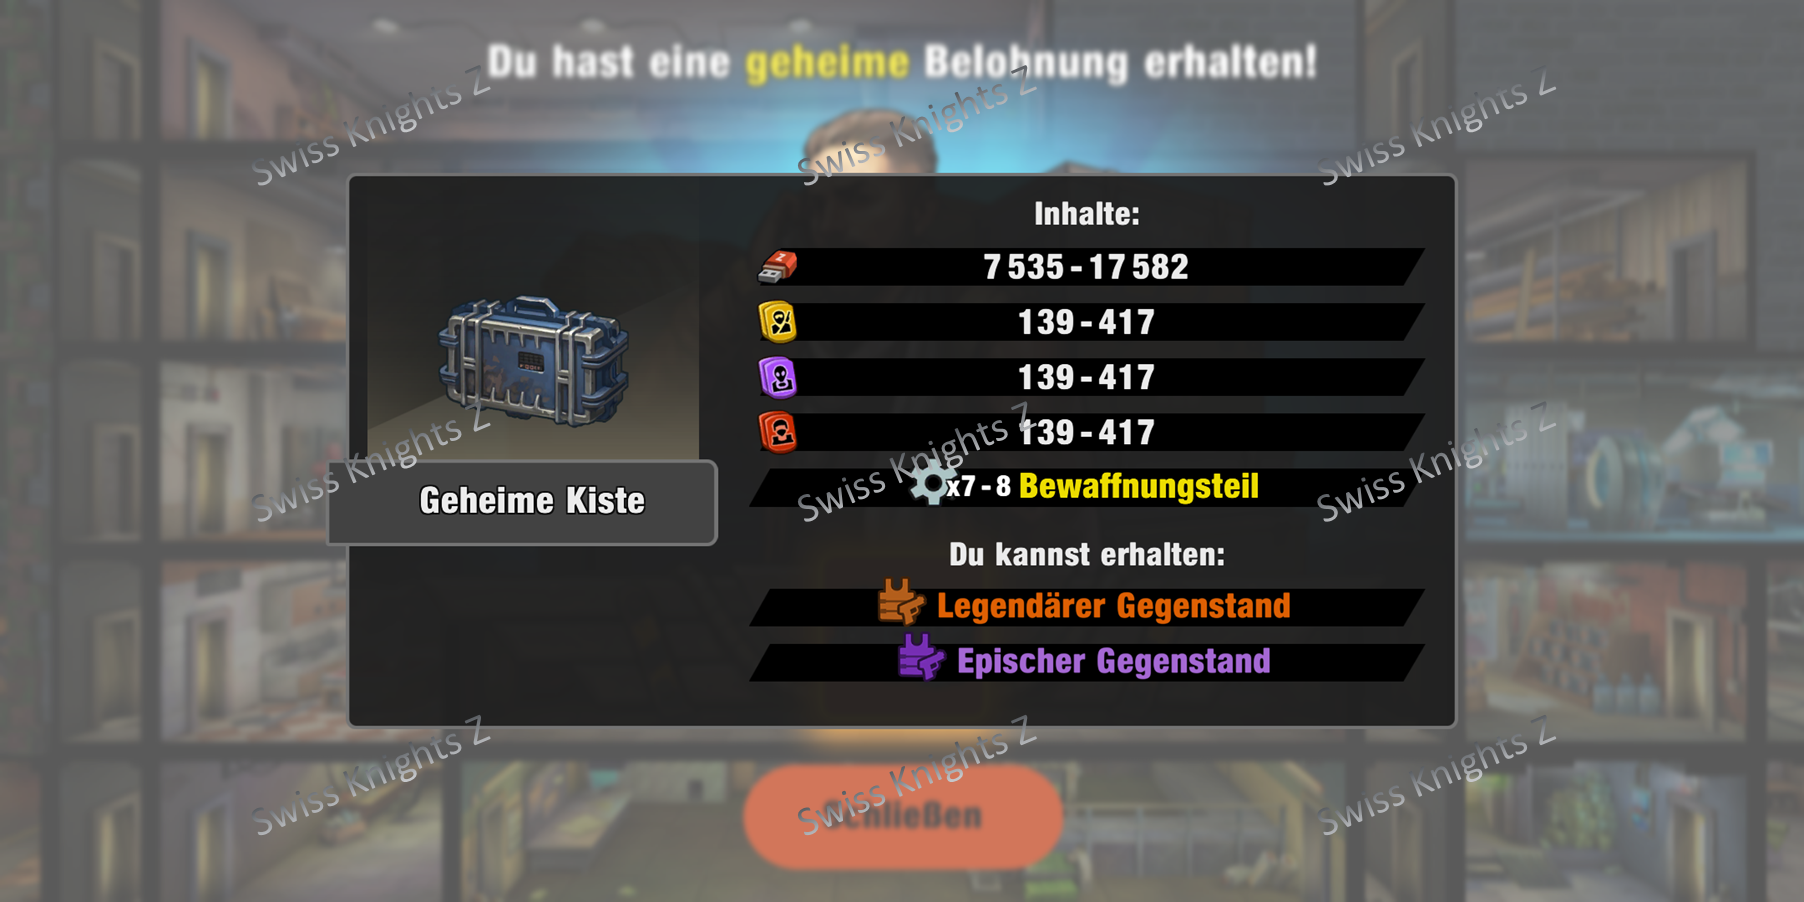 Du hast eine geheime Belohnung erhalten!
Swiss Knights Z Swiss Knights Z Swiss Knights Z
Inhalte:
7 535 - 17 582
139 - 417
139 - 417
139 - 417
x7 - 8 Bewaffnungsteil
Geheime Kiste
Swiss Knights Z Swiss Knights Z Swiss Knights Z
Du kannst erhalten:
Legendärer Gegenstand
Epischer Gegenstand
Swiss Knights Z Swiss Knights Z Swiss Knights Z
Schließen